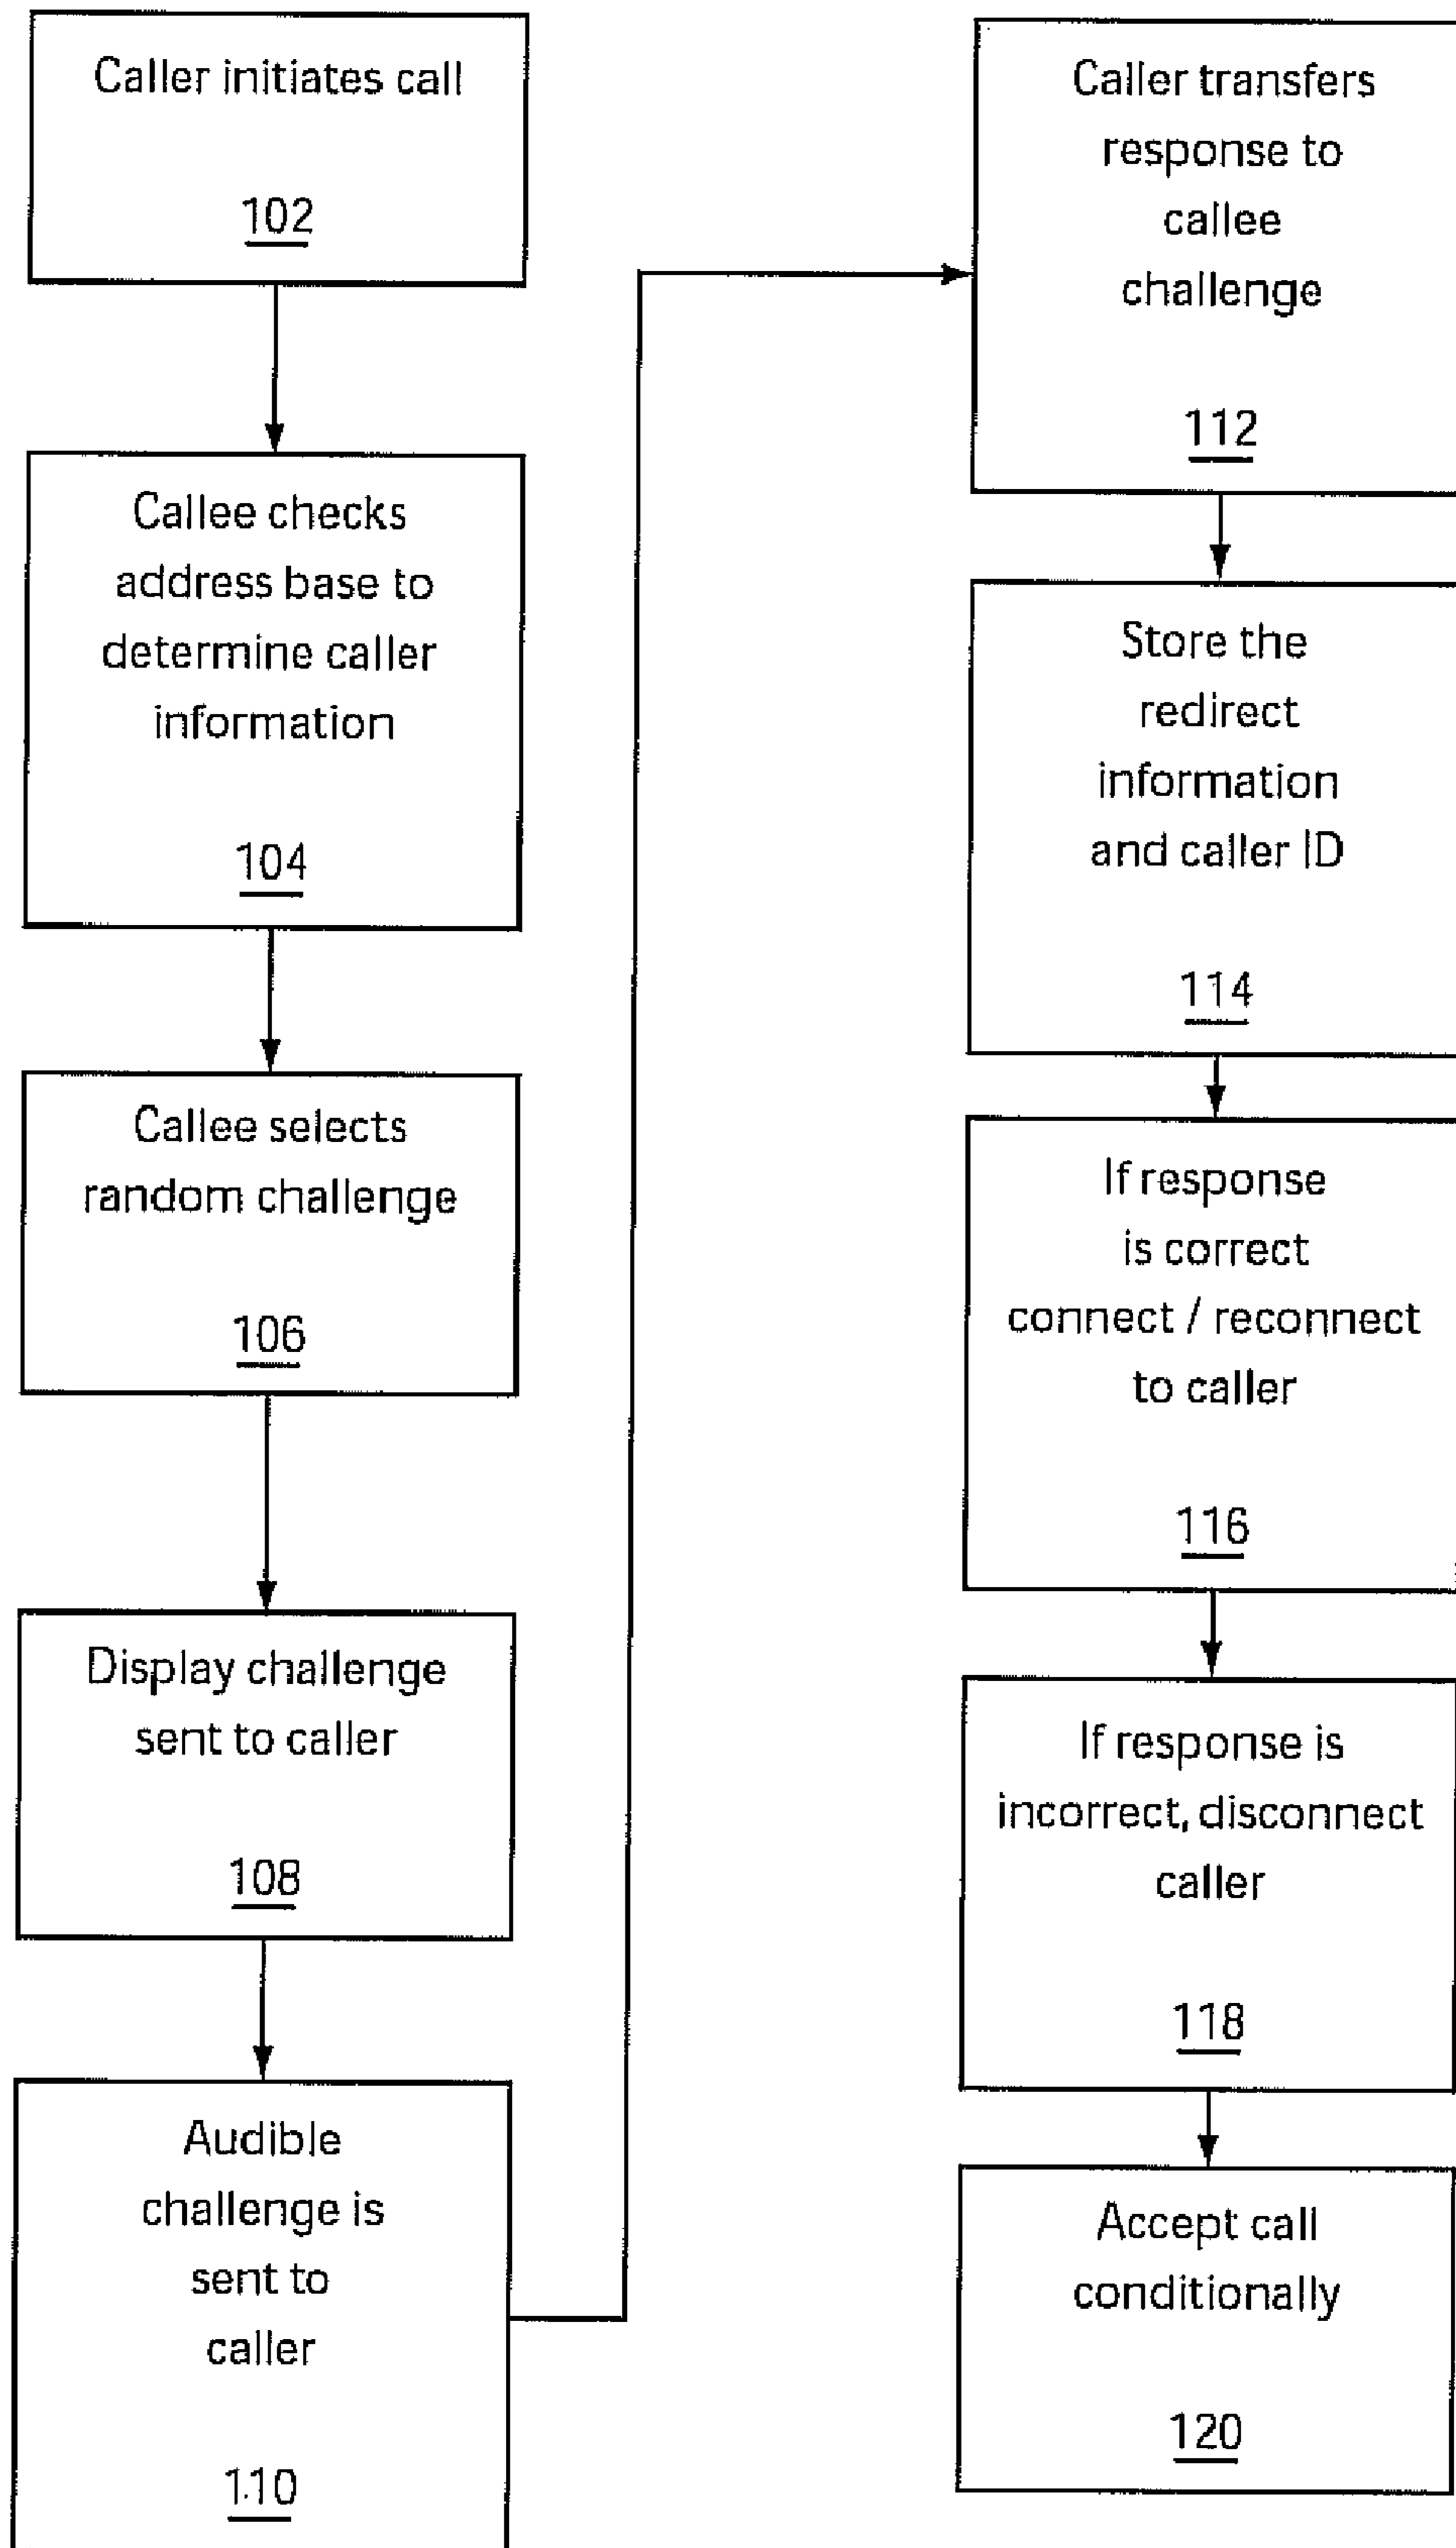 Caller initiates call
102
Callee checks
address base to
determine caller
information
104
Callee selects
random challenge
106
Display challenge
sent to caller
108
Audible
challenge is
sent to
caller
110
Caller transfers
response to
callee
challenge
112
Store the
redirect
information
and caller ID
114
If response
is correct
connect / reconnect
to caller
116
If response is
incorrect, disconnect
caller
118
Accept call
conditionally
120